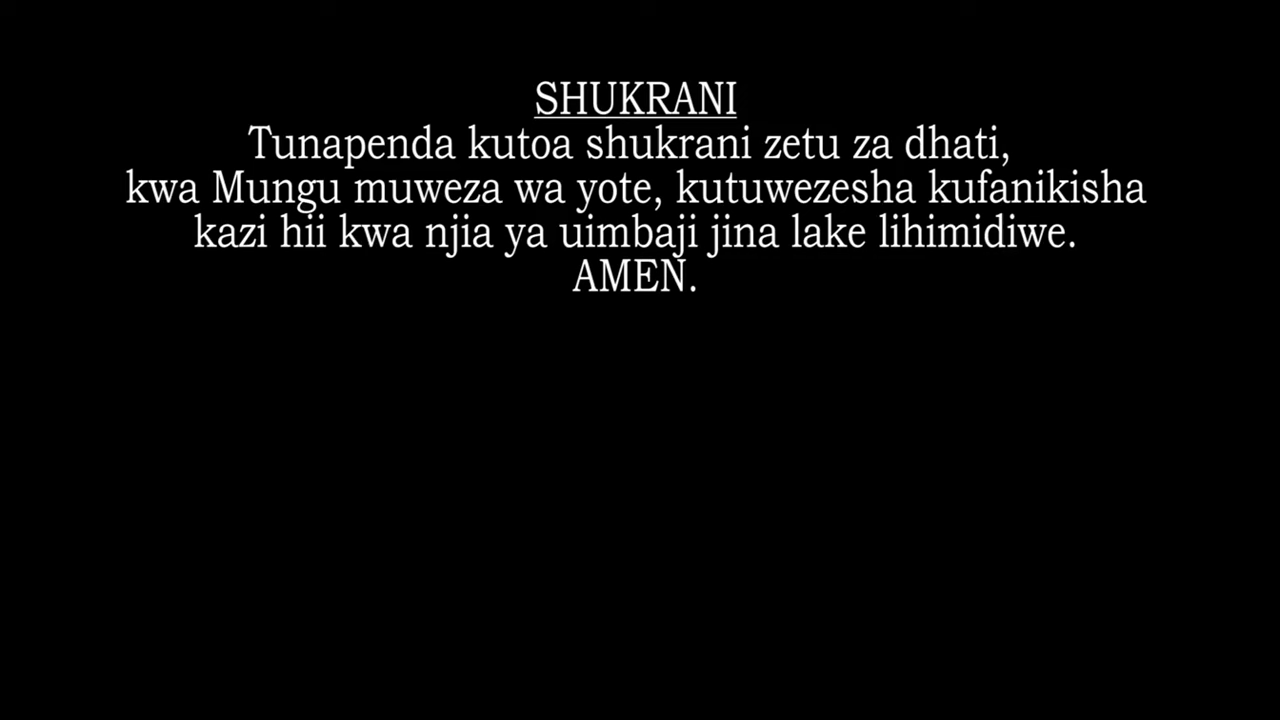 SHUKRANI
Tunapenda kutoa shukrani zetu za dhati,
kwa Mungu muweza wa yote, kutuwezesha kufanikisha
kazi hii kwa njia ya uimbaji jina lake lihimidiwe.
AMEN.